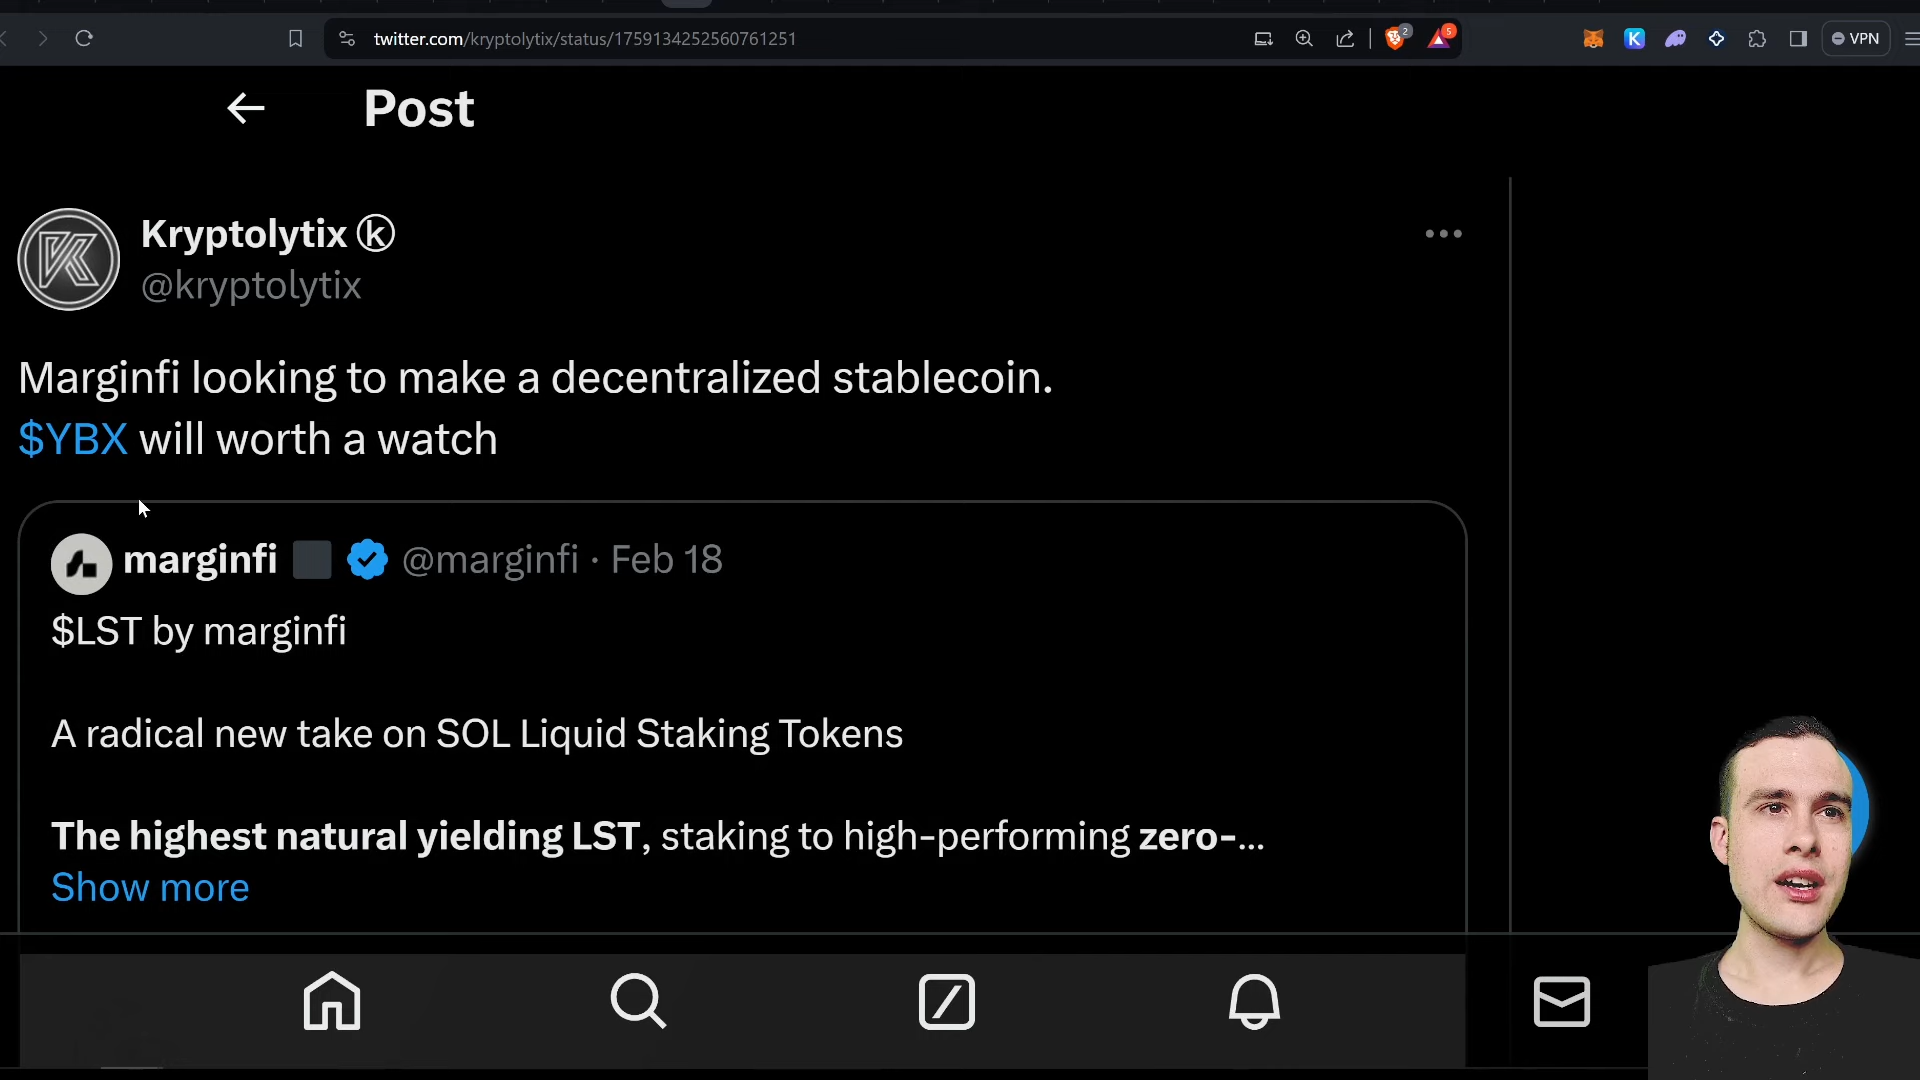 twitter.com/kryptolytix/status/1759134252560761251
2
5
VPN
Post
Kryptolytix ⓚ
@kryptolytix
Marginfi looking to make a decentralized stablecoin.
$YBX will worth a watch
marginfi @marginfi · Feb 18
$LST by marginfi
A radical new take on SOL Liquid Staking Tokens
The highest natural yielding LST, staking to high-performing zero-...
Show more